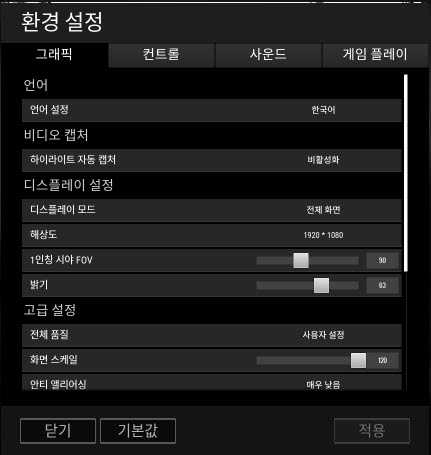 환경 설정
그래픽 컨트롤 사운드 게임 플레이
언어
언어 설정 한국어
비디오 캡처
하이라이트 자동 캡처 비활성화
디스플레이 설정
디스플레이 모드 전체 화면
해상도 1920 * 1080
1인칭 시야 FOV 90
밝기 63
고급 설정
전체 품질 사용자 설정
화면 스케일 120
안티 앨리어싱 매우 낮음
닫기 기본값 적용